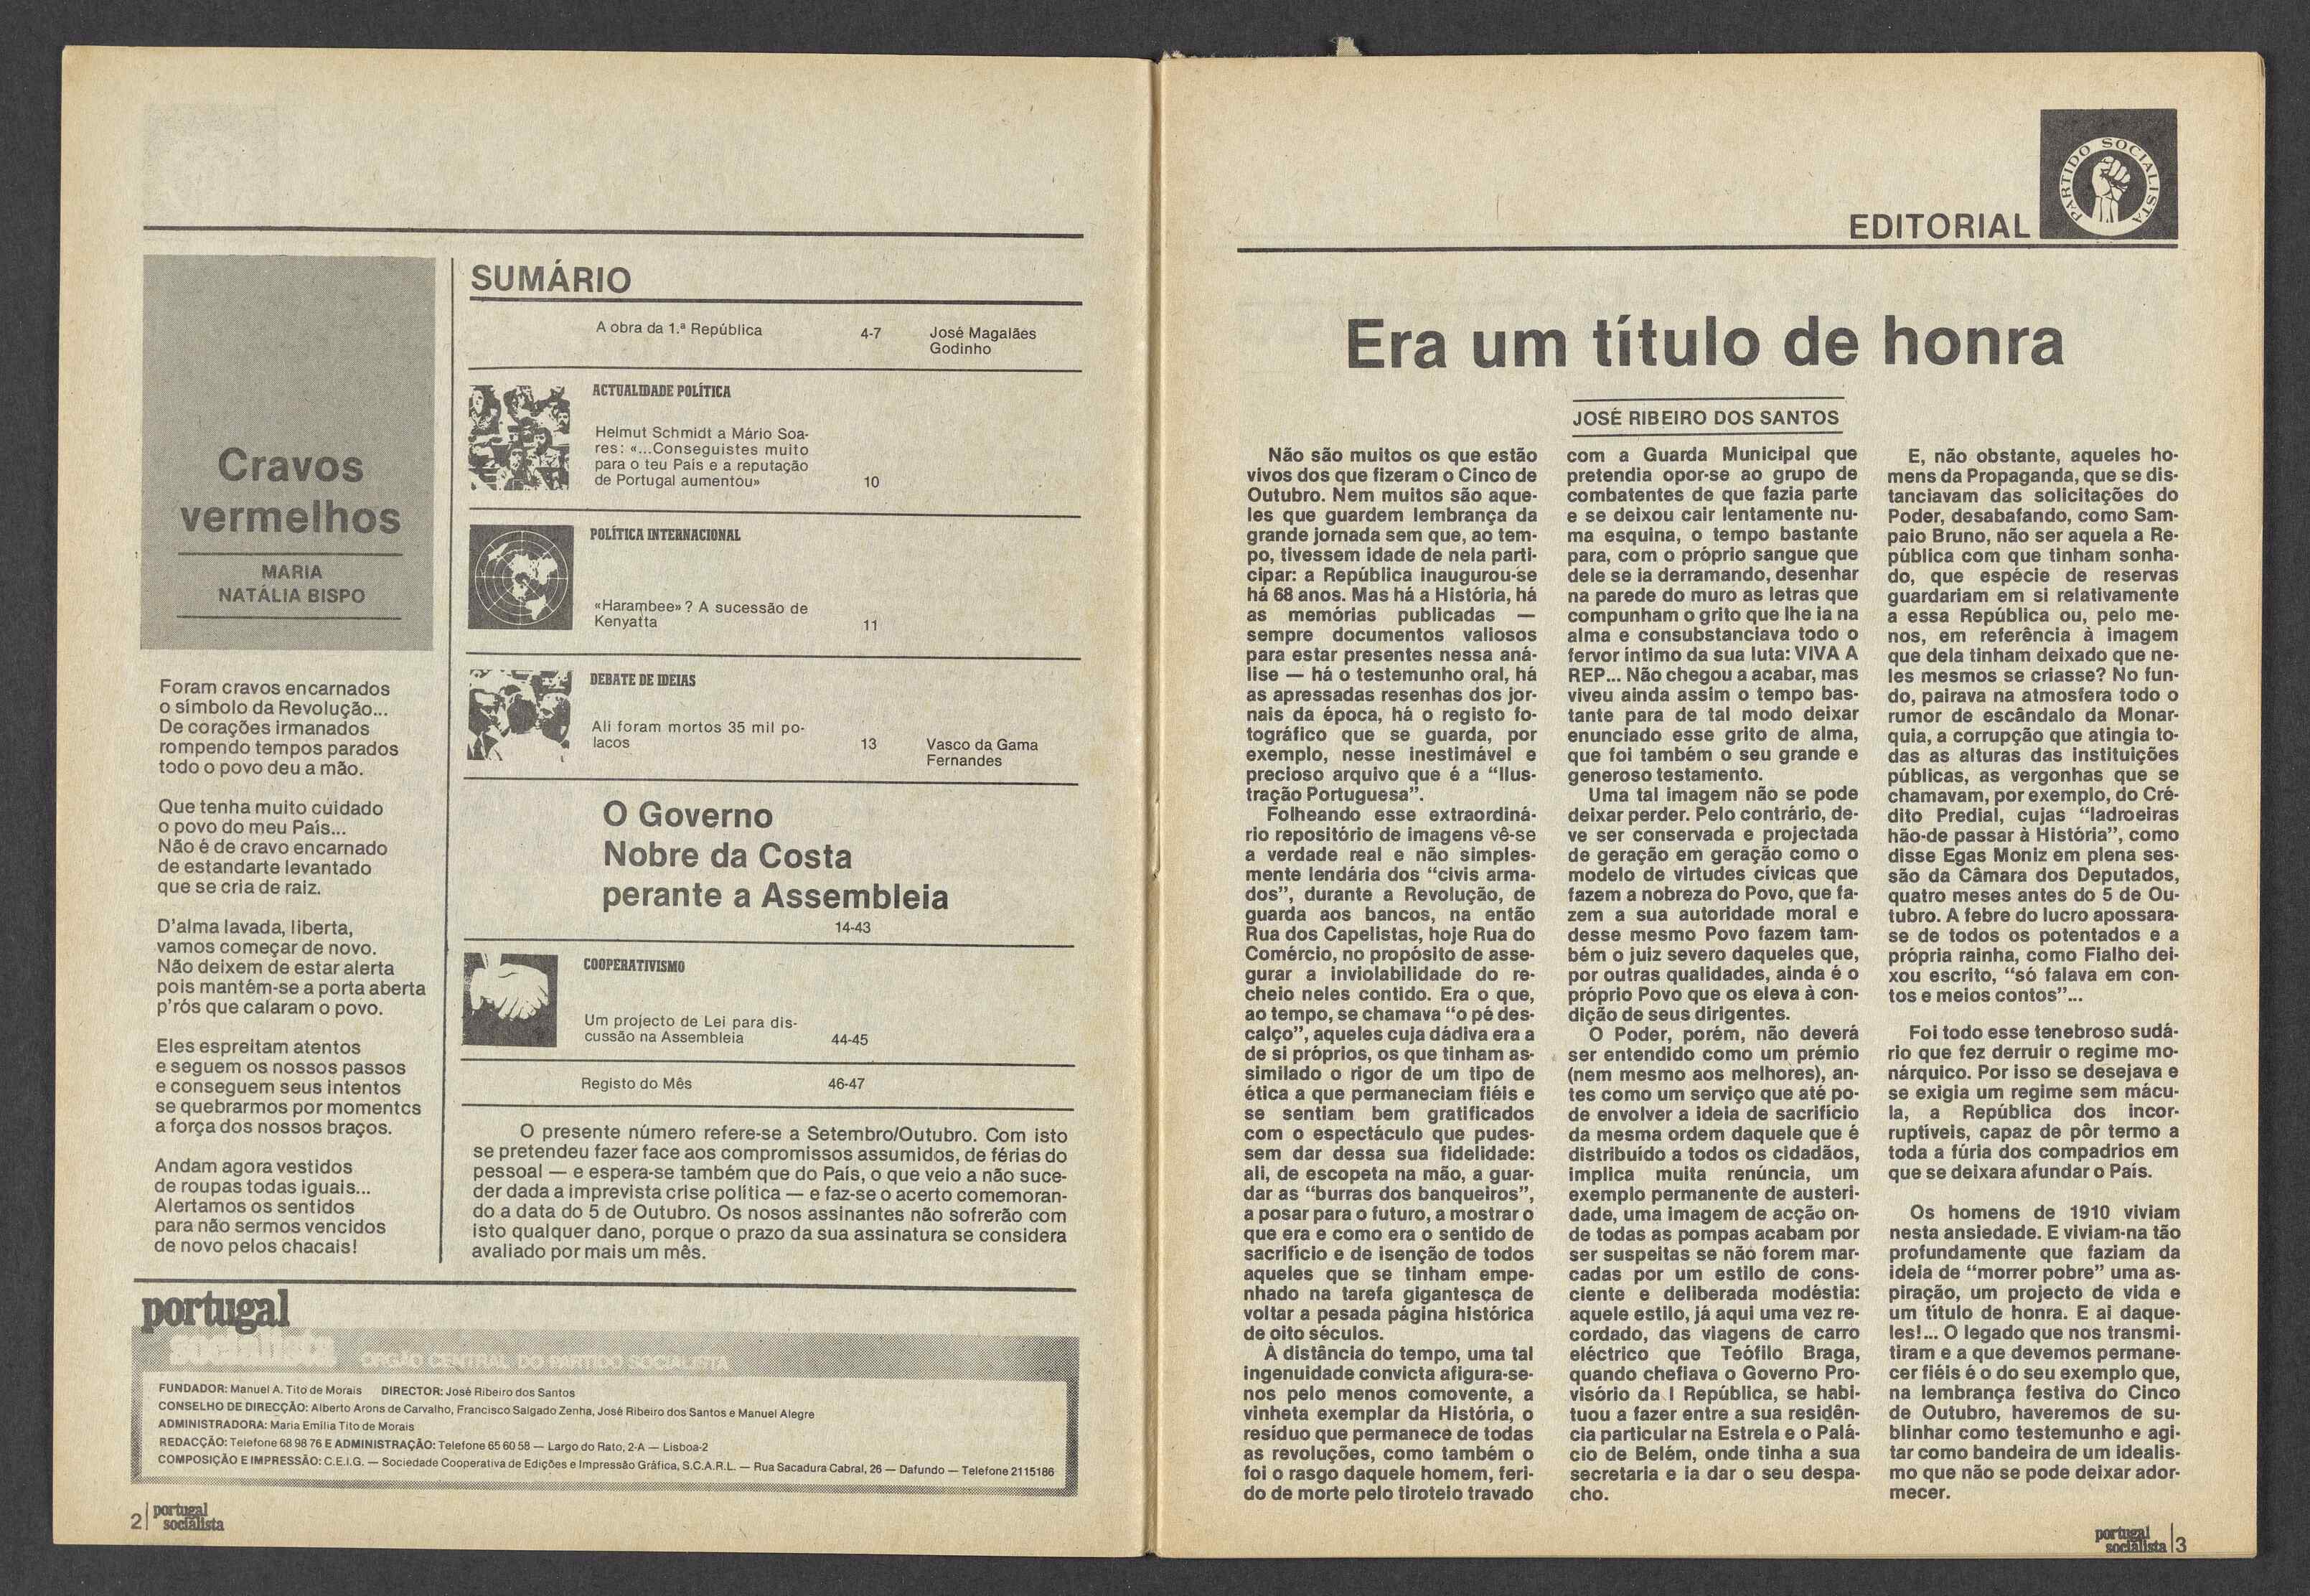 Cravos
vermelhos
MARIA
NATÁLIA BISPO
Foram cravos encarnados
o símbolo da Revolução...
De corações irmanados
rompendo tempos parados
todo o povo deu a mão.
Que tenha muito cuidado
o povo do meu País...
Não é de cravo encarnado
de estandarte levantado
que se cria de raiz.
D'alma lavada, liberta,
vamos começar de novo.
Não deixem de estar alerta
pois mantém-se a porta aberta
p'rós que calaram o povo.
Eles espreitam atentos
e seguem os nossos passos
e conseguem seus intentos
se quebrarmos por momentos
a força dos nossos braços.
Andam agora vestidos
de roupas todas iguais...
Alertamos os sentidos
para não sermos vencidos
de novo pelos chacais!
SUMÁRIO
A obra da 1.ª República 4-7 José Magalães
Godinho
ACTUALIDADE POLÍTICA
Helmut Schmidt a Mário Soa-
res: «...Conseguistes muito
para o teu País e a reputação
de Portugal aumentou» 10
POLÍTICA INTERNACIONAL
«Harambee»? A sucessão de
Kenyatta 11
DEBATE DE IDEIAS
Ali foram mortos 35 mil po-
lacos 13 Vasco da Gama
Fernandes
O Governo
Nobre da Costa
perante a Assembleia
14-43
COOPERATIVISMO
Um projecto de Lei para dis-
cussão na Assembleia 44-45
Registo do Mês 46-47
O presente número refere-se a Setembro/Outubro. Com isto
se pretendeu fazer face aos compromissos assumidos, de férias do
pessoal — e espera-se também que do País, o que veio a não suce-
der dada a imprevista crise política — e faz-se o acerto comemoran-
do a data do 5 de Outubro. Os nosos assinantes não sofrerão com
isto qualquer dano, porque o prazo da sua assinatura se considera
avaliado por mais um mês.
portugal
socialista ORGÃO CENTRAL DO PARTIDO SOCIALISTA
FUNDADOR: Manuel A. Tito de Morais DIRECTOR: José Ribeiro dos Santos
CONSELHO DE DIRECÇÃO: Alberto Arons de Carvalho, Francisco Salgado Zenha, José Ribeiro dos Santos e Manuel Alegre
ADMINISTRADORA: Maria Emília Tito de Morais
REDACÇÃO: Telefone 68 98 76 E ADMINISTRAÇÃO: Telefone 65 60 58 — Largo do Rato, 2-A — Lisboa-2
COMPOSIÇÃO E IMPRESSÃO: C.E.I.G. — Sociedade Cooperativa de Edições e Impressão Gráfica, S.C.A.R.L. — Rua Sacadura Cabral, 26 — Dafundo — Telefone 2115186
2 portugal
socialista
EDITORIAL
PARTIDO SOCIALISTA
Era um título de honra
JOSÉ RIBEIRO DOS SANTOS
Não são muitos os que estão
vivos dos que fizeram o Cinco de
Outubro. Nem muitos são aque-
les que guardem lembrança da
grande jornada sem que, ao tem-
po, tivessem idade de nela parti-
cipar: a República inaugurou-se
há 68 anos. Mas há a História, há
as memórias publicadas —
sempre documentos valiosos
para estar presentes nessa aná-
lise — há o testemunho oral, há
as apressadas resenhas dos jor-
nais da época, há o registo fo-
tográfico que se guarda, por
exemplo, nesse inestimável e
precioso arquivo que é a "Ilus-
tração Portuguesa".
Folheando esse extraordiná-
rio repositório de imagens vê-se
a verdade real e não simples-
mente lendária dos "civis arma-
dos", durante a Revolução, de
guarda aos bancos, na então
Rua dos Capelistas, hoje Rua do
Comércio, no propósito de asse-
gurar a inviolabilidade do re-
cheio neles contido. Era o que,
ao tempo, se chamava "o pé des-
calço", aqueles cuja dádiva era a
de si próprios, os que tinham as-
similado o rigor de um tipo de
ética a que permaneciam fiéis e
se sentiam bem gratificados
com o espectáculo que pudes-
sem dar dessa sua fidelidade:
ali, de escopeta na mão, a guar-
dar as "burras dos banqueiros",
a posar para o futuro, a mostrar o
que era e como era o sentido de
sacrifício e de isenção de todos
aqueles que se tinham empe-
nhado na tarefa gigantesca de
voltar a pesada página histórica
de oito séculos.
À distância do tempo, uma tal
ingenuidade convicta afigura-se-
nos pelo menos comovente, a
vinheta exemplar da História, o
resíduo que permanece de todas
as revoluções, como também o
foi o rasgo daquele homem, feri-
do de morte pelo tiroteio travado
com a Guarda Municipal que
pretendia opor-se ao grupo de
combatentes de que fazia parte
e se deixou cair lentamente nu-
ma esquina, o tempo bastante
para, com o próprio sangue que
dele se ia derramando, desenhar
na parede do muro as letras que
compunham o grito que lhe ia na
alma e consubstanciava todo o
fervor íntimo da sua luta: VIVA A
REP... Não chegou a acabar, mas
viveu ainda assim o tempo bas-
tante para de tal modo deixar
enunciado esse grito de alma,
que foi também o seu grande e
generoso testamento.
Uma tal imagem não se pode
deixar perder. Pelo contrário, de-
ve ser conservada e projectada
de geração em geração como o
modelo de virtudes cívicas que
fazem a nobreza do Povo, que fa-
zem a sua autoridade moral e
desse mesmo Povo fazem tam-
bém o juiz severo daqueles que,
por outras qualidades, ainda é o
próprio Povo que os eleva à con-
dição de seus dirigentes.
O Poder, porém, não deverá
ser entendido como um prémio
(nem mesmo aos melhores), an-
tes como um serviço que até po-
de envolver a ideia de sacrifício
da mesma ordem daquele que é
distribuído a todos os cidadãos,
implica muita renúncia, um
exemplo permanente de austeri-
dade, uma imagem de acção on-
de todas as pompas acabam por
ser suspeitas se não forem mar-
cadas por um estilo de cons-
ciente e deliberada modéstia:
aquele estilo, já aqui uma vez re-
cordado, das viagens de carro
eléctrico que Teófilo Braga,
quando chefiava o Governo Pro-
visório da I República, se habi-
tuou a fazer entre a sua residên-
cia particular na Estrela e o Palá-
cio de Belém, onde tinha a sua
secretaria e ia dar o seu despa-
cho.
E, não obstante, aqueles ho-
mens da Propaganda, que se dis-
tanciavam das solicitações do
Poder, desabafando, como Sam-
paio Bruno, não ser aquela a Re-
pública com que tinham sonha-
do, que espécie de reservas
guardariam em si relativamente
a essa República ou, pelo me-
nos, em referência à imagem
que dela tinham deixado que ne-
les mesmos se criasse? No fun-
do, pairava na atmosfera todo o
rumor de escândalo da Monar-
quia, a corrupção que atingia to-
das as alturas das instituições
públicas, as vergonhas que se
chamavam, por exemplo, do Cré-
dito Predial, cujas "ladroeiras
hão-de passar à História", como
disse Egas Moniz em plena ses-
são da Câmara dos Deputados,
quatro meses antes do 5 de Ou-
tubro. A febre do lucro apossara-
se de todos os potentados e a
própria rainha, como Fialho dei-
xou escrito, "só falava em con-
tos e meios contos"...
Foi todo esse tenebroso sudá-
rio que fez derruir o regime mo-
nárquico. Por isso se desejava e
se exigia um regime sem mácu-
la, a República dos incor-
ruptíveis, capaz de pôr termo a
toda a fúria dos compadrios em
que se deixara afundar o País.
Os homens de 1910 viviam
nesta ansiedade. E viviam-na tão
profundamente que faziam da
ideia de "morrer pobre" uma as-
piração, um projecto de vida e
um título de honra. E ai daque-
les!... O legado que nos transmi-
tiram e a que devemos permane-
cer fiéis é o do seu exemplo que,
na lembrança festiva do Cinco
de Outubro, haveremos de su-
blinhar como testemunho e agi-
tar como bandeira de um idealis-
mo que não se pode deixar ador-
mecer.
portugal
socialista 3